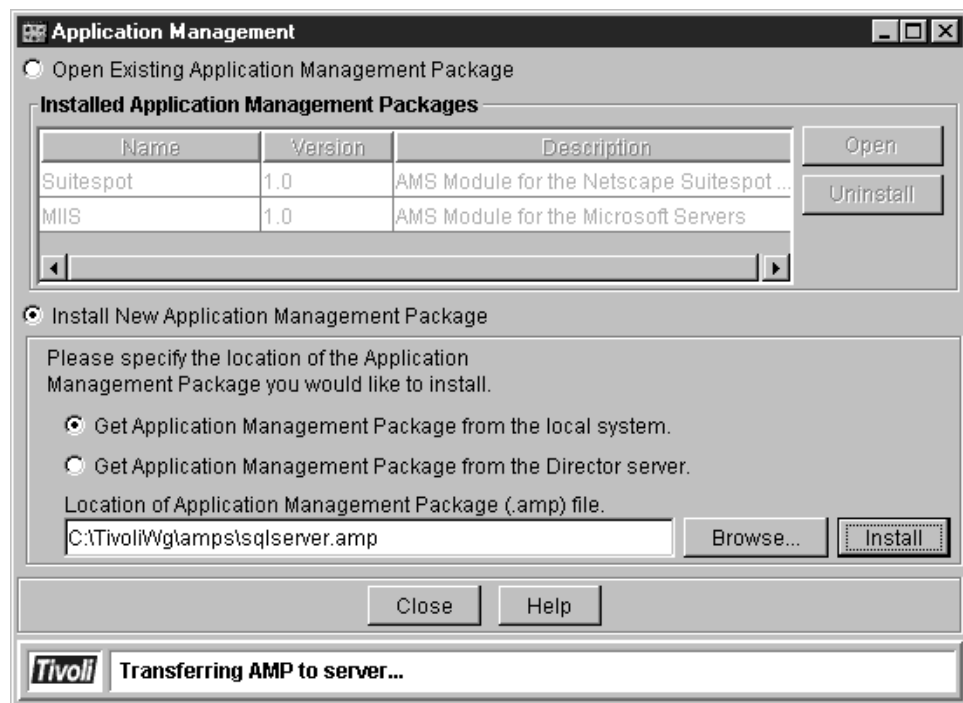 Application Management
Open Existing Application Management Package
Installed Application Management Packages
Name Version Description
Suitespot 1.0 AMS Module for the Netscape Suitespot ...
MIIS 1.0 AMS Module for the Microsoft Servers
Open
Uninstall
Install New Application Management Package
Please specify the location of the Application
Management Package you would like to install.
Get Application Management Package from the local system.
Get Application Management Package from the Director server.
Location of Application Management Package (.amp) file.
C:\TivoliWg\amps\sqlserver.amp Browse... Install
Close Help
Tivoli Transferring AMP to server...